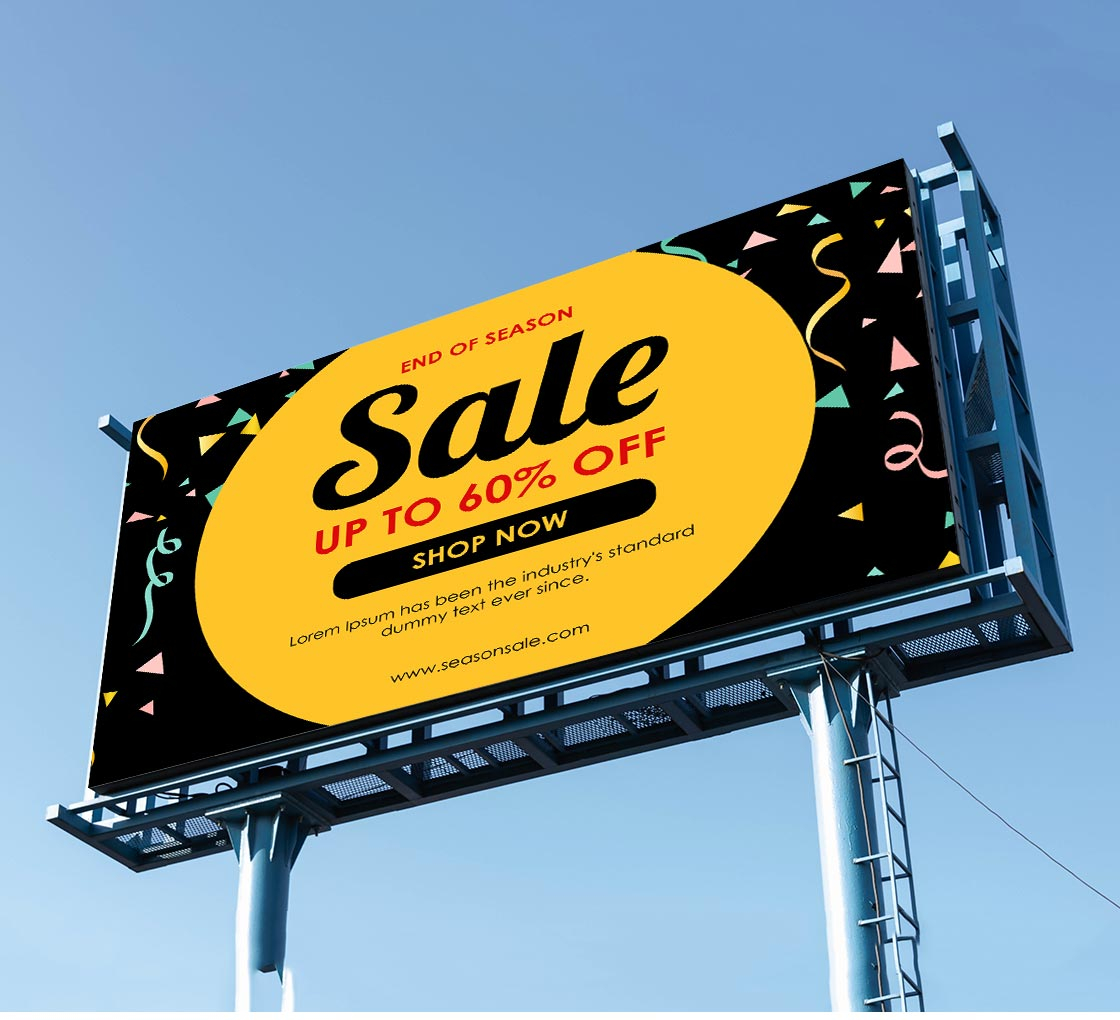 END OF SEASON
Sale
UP TO 60% OFF
SHOP NOW
Lorem Ipsum has been the industry's standard
dummy text ever since.
www.seasonsale.com